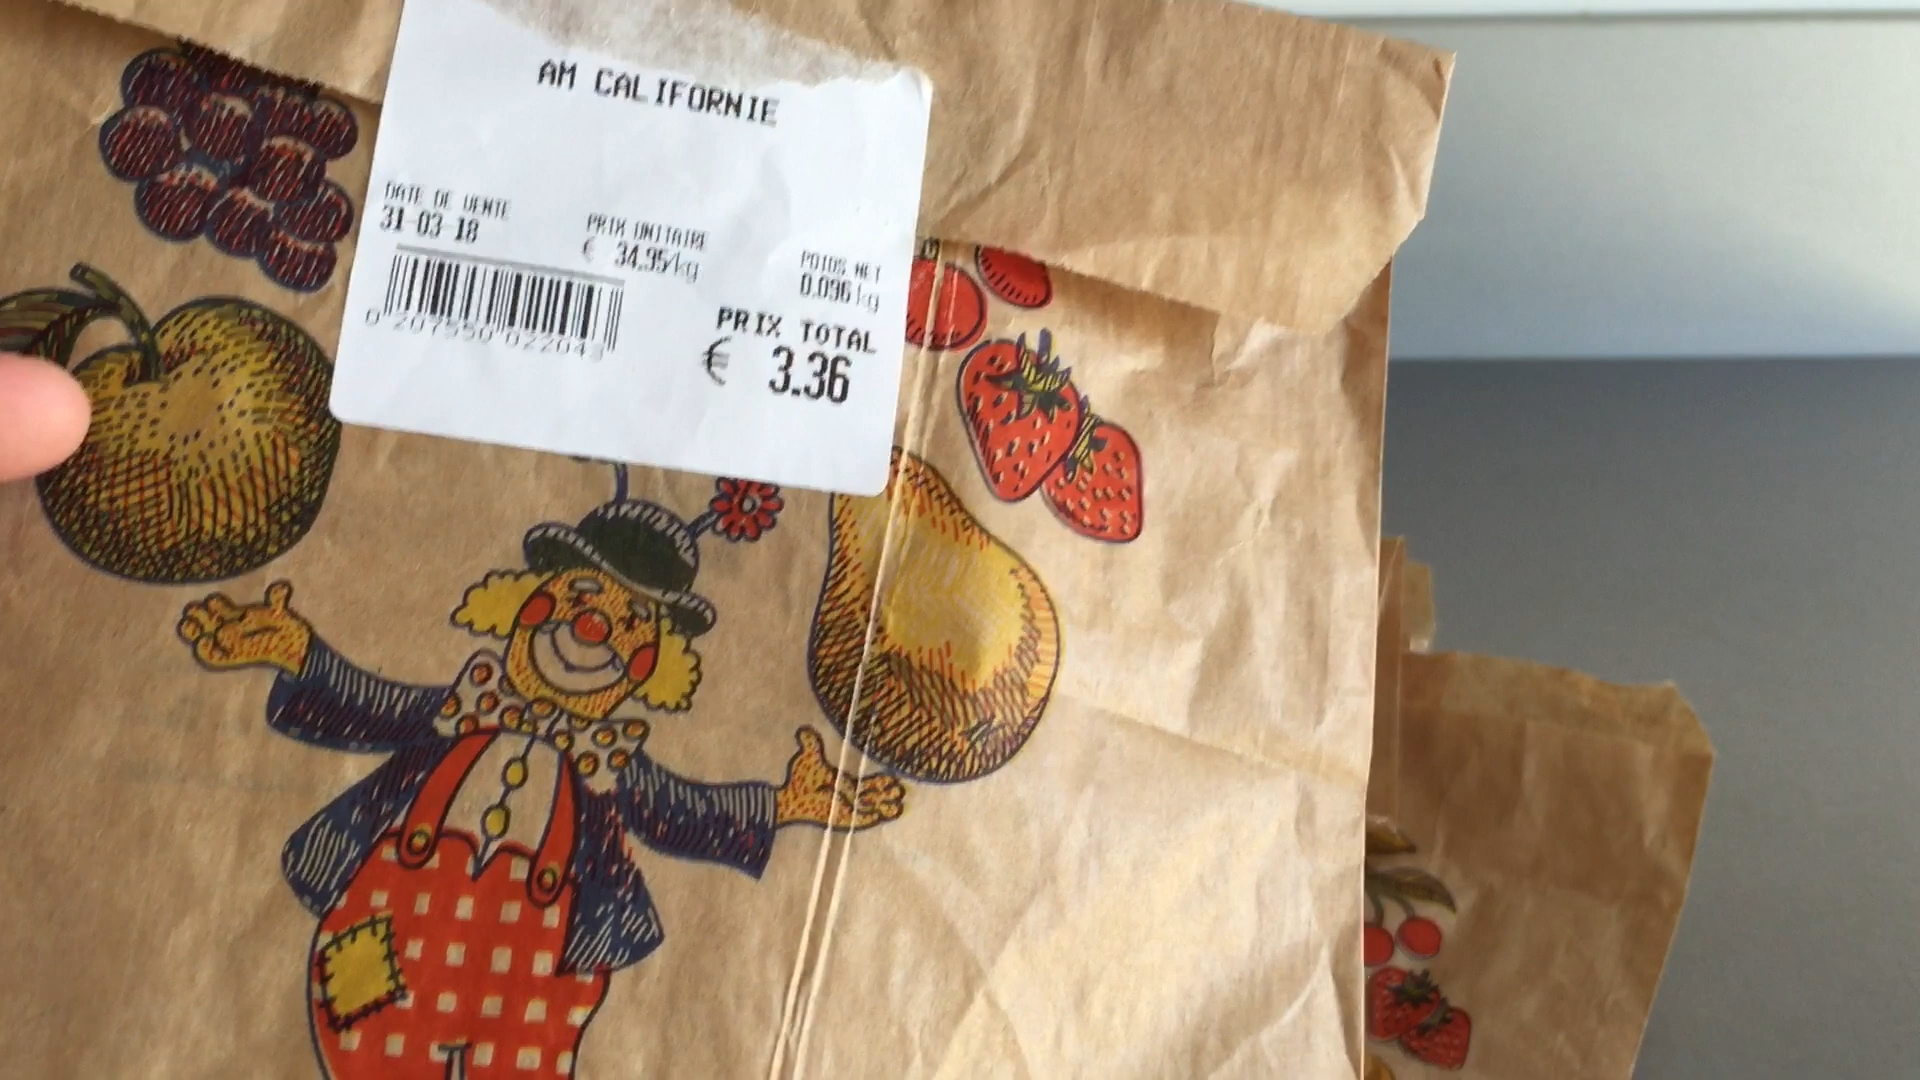 AM CALIFORNIE
DATE DE VENTE
31-03-18
PRIX UNITAIRE
€ 34.95/kg
POIDS NET
0.096 kg
0 207550 022043
PRIX TOTAL
€ 3.36